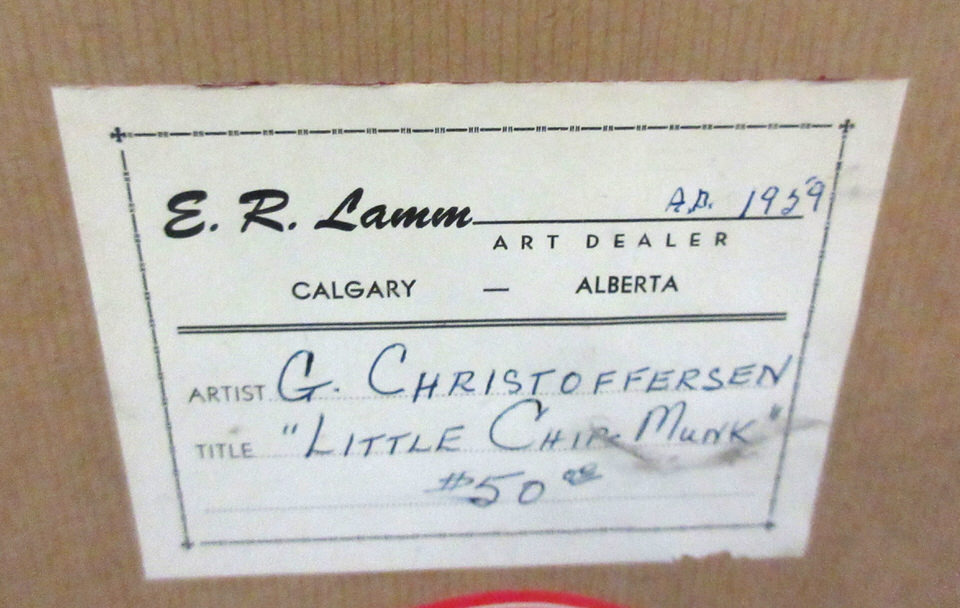 E. R. Lamm A.D. 1959
ART DEALER
CALGARY — ALBERTA
ARTIST G. CHRISTOFFERSEN
TITLE "LITTLE CHIP-MUNK"
$50 00